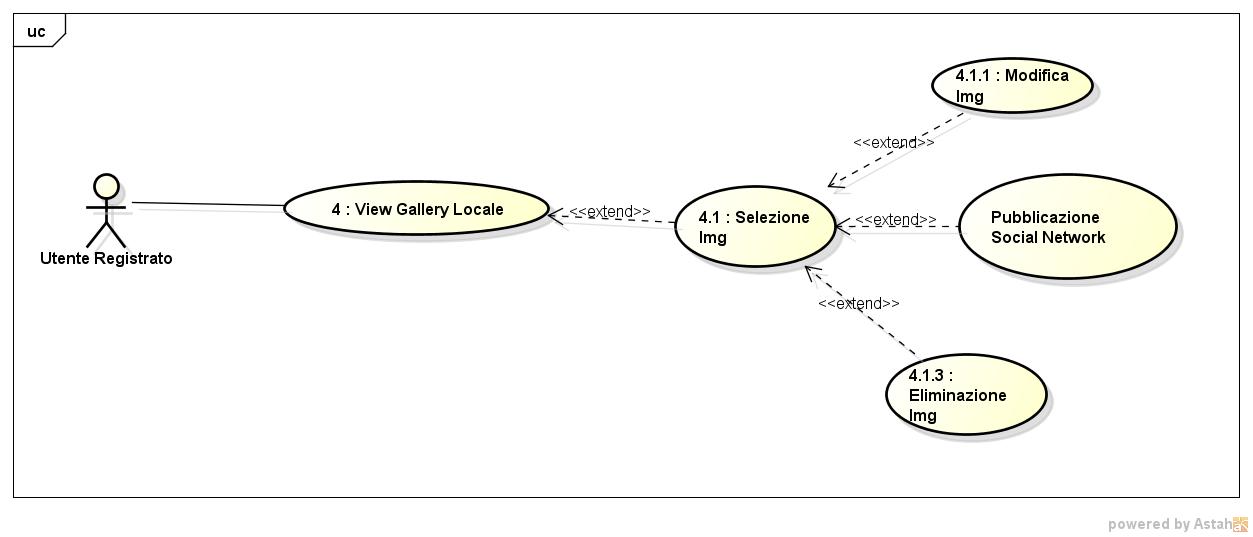 uc
4.1.1 : Modifica
Img
<<extend>>
4 : View Gallery Locale
<<extend>>
4.1 : Selezione
Img
<<extend>>
Pubblicazione
Social Network
Utente Registrato
<<extend>>
4.1.3 :
Eliminazione
Img
powered by Astah